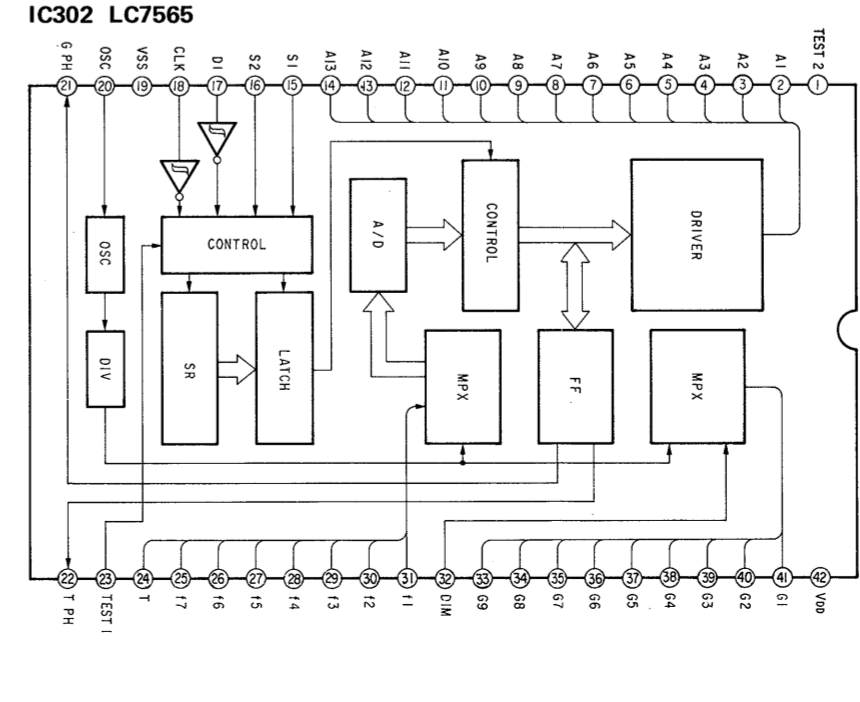 IC302 LC7565
G PH
OSC
VSS
CLK
DI
S2
S1
A13
A12
A11
A10
A9
A8
A7
A6
A5
A4
A3
A2
A1
TEST 2
21
20
19
18
17
16
15
14
13
12
11
10
9
8
7
6
5
4
3
2
1
OSC
DIV
CONTROL
SR
LATCH
A/D
CONTROL
DRIVER
MPX
FF
MPX
22
23
24
25
26
27
28
29
30
31
32
33
34
35
36
37
38
39
40
41
42
T PH
TEST 1
T
f7
f6
f5
f4
f3
f2
f1
DIM
G9
G8
G7
G6
G5
G4
G3
G2
G1
VDD